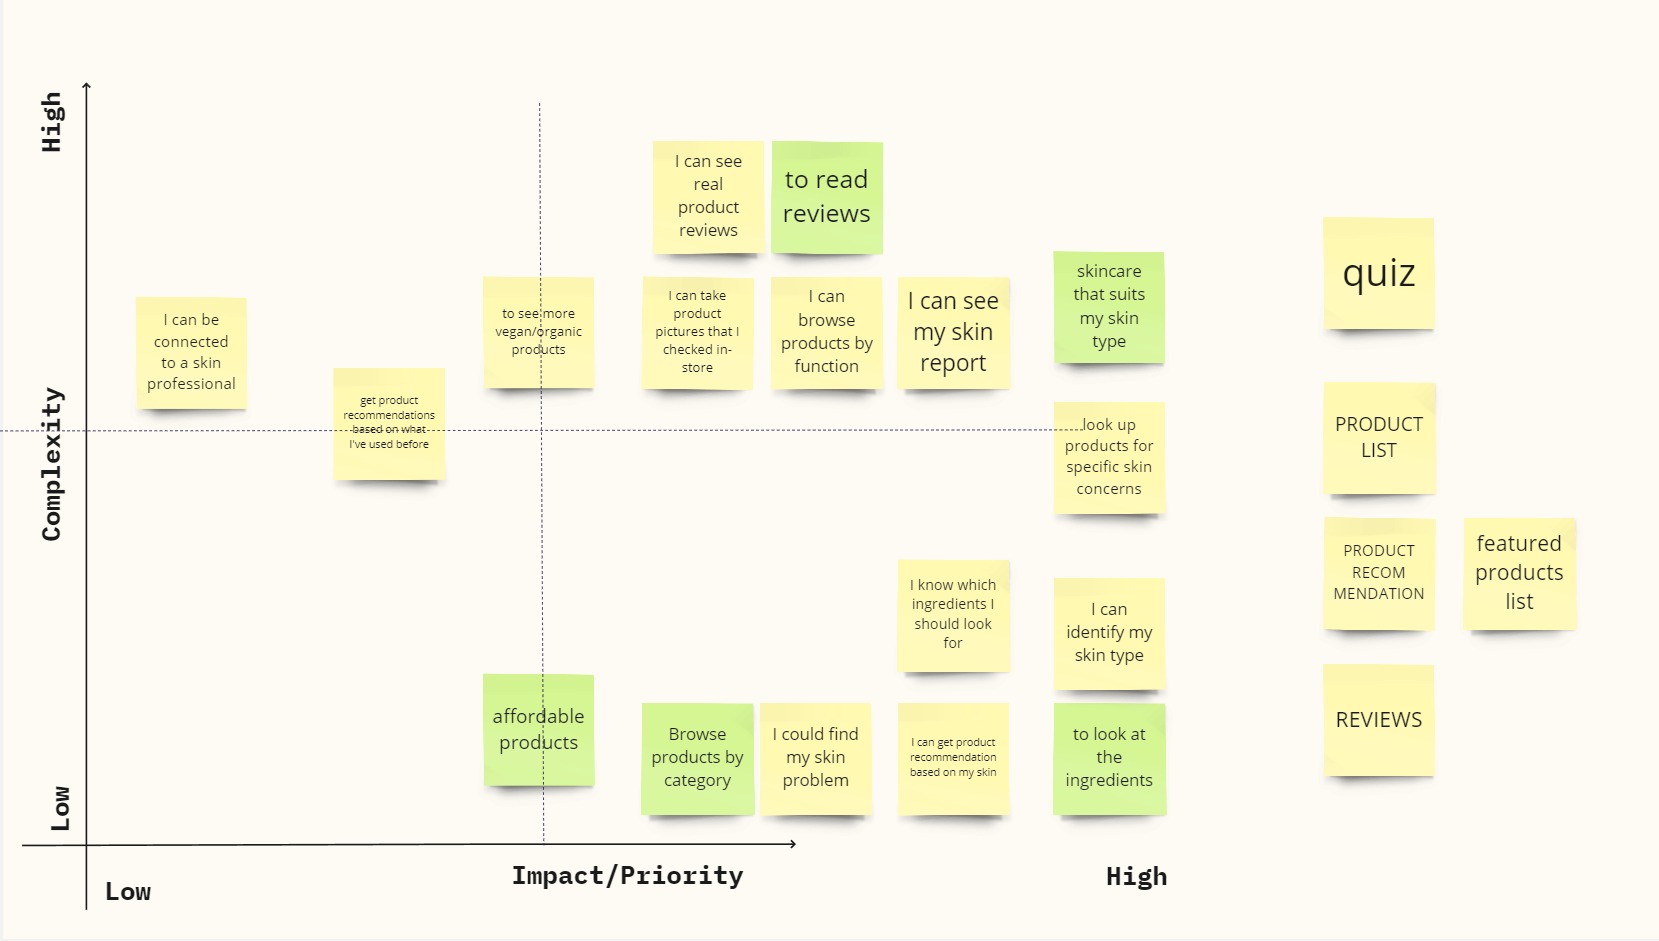 High
Complexity
Low
Low
Impact/Priority
High
I can see
real
product
reviews
to read
reviews
I can be
connected
to a skin
professional
get product
recommendations
based on what
I've used before
to see more
vegan/organic
products
I can take
product
pictures that I
checked in-
store
I can
browse
products by
function
I can see
my skin
report
skincare
that suits
my skin
type
look up
products for
specific skin
concerns
I know which
ingredients I
should look
for
I can
identify my
skin type
affordable
products
Browse
products by
category
I could find
my skin
problem
I can get product
recommendation
based on my skin
to look at
the
ingredients
quiz
PRODUCT
LIST
PRODUCT
RECOM
MENDATION
featured
products
list
REVIEWS